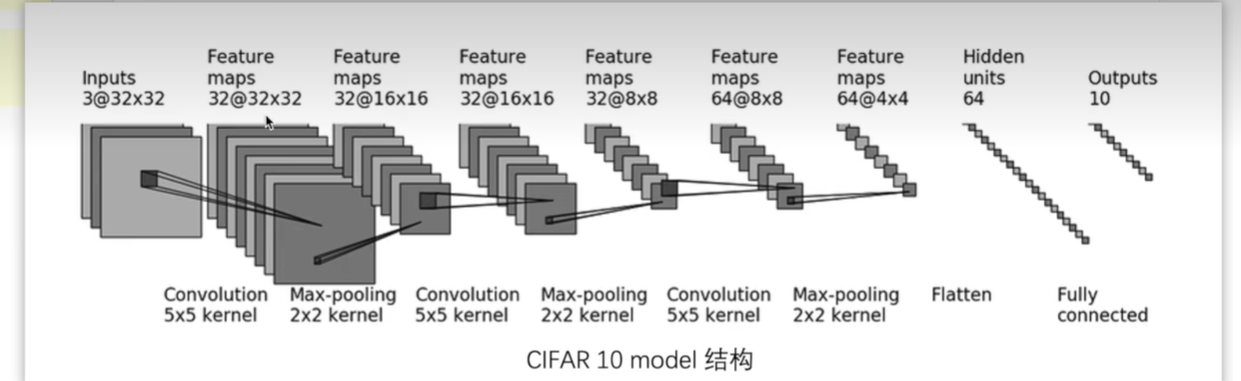 Inputs
3@32x32
Feature
maps
32@32x32
Feature
maps
32@16x16
Feature
maps
32@16x16
Feature
maps
32@8x8
Feature
maps
64@8x8
Feature
maps
64@4x4
Hidden
units
64
Outputs
10
Convolution
5x5 kernel
Max-pooling
2x2 kernel
Convolution
5x5 kernel
Max-pooling
2x2 kernel
Convolution
5x5 kernel
Max-pooling
2x2 kernel
Flatten
Fully
connected
CIFAR 10 model 结构